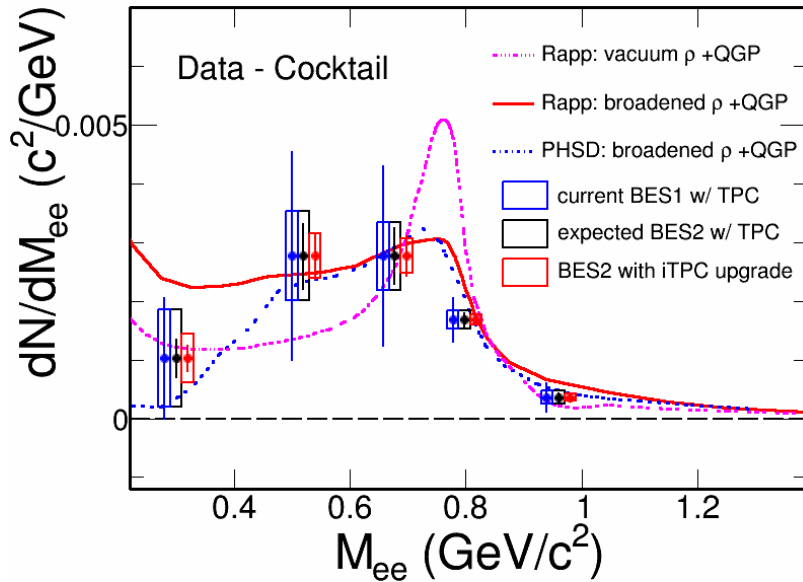 Data - Cocktail
Rapp: vacuum ρ +QGP
Rapp: broadened ρ +QGP
PHSD: broadened ρ +QGP
current BES1 w/ TPC
expected BES2 w/ TPC
BES2 with iTPC upgrade
dN/dM_ee (c²/GeV)
0.005
0
0.4 0.6 0.8 1 1.2
M_ee (GeV/c²)